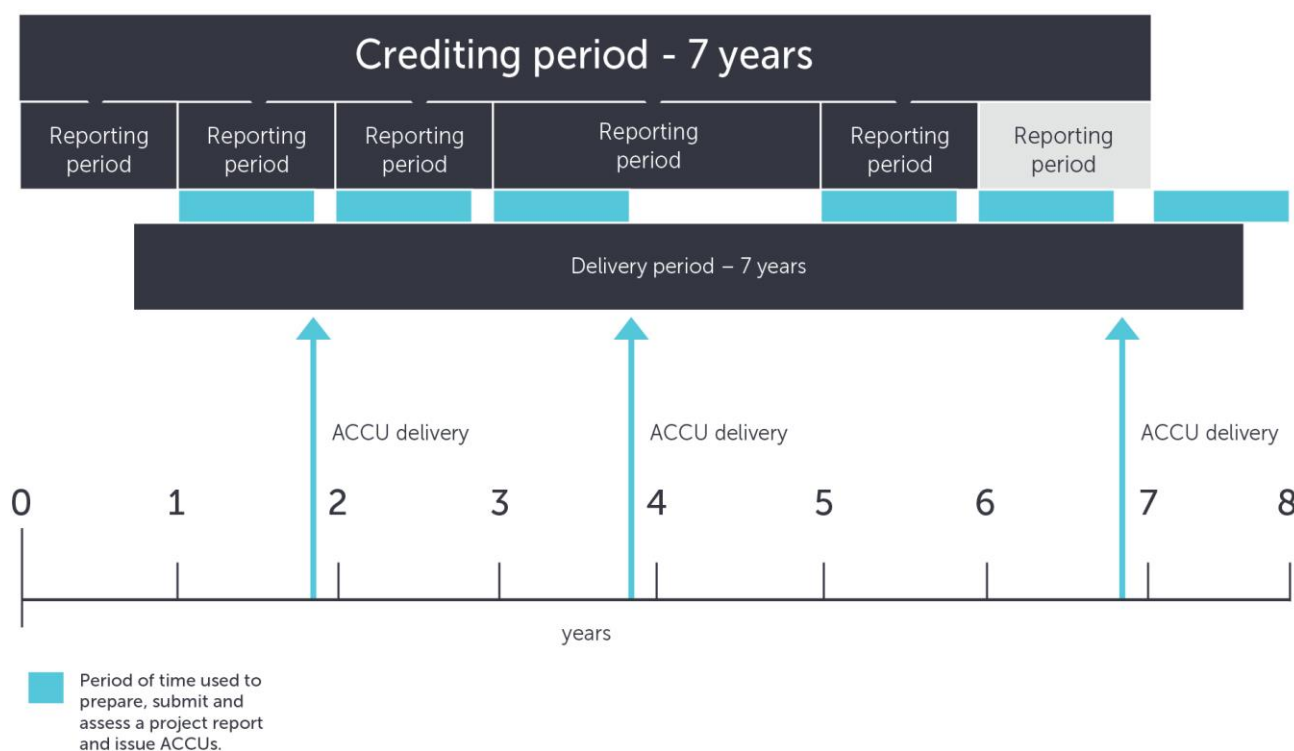 Crediting period - 7 years
Reporting
period
Reporting
period
Reporting
period
Reporting
period
Reporting
period
Reporting
period
Delivery period – 7 years
ACCU delivery
ACCU delivery
ACCU delivery
0 1 2 3 4 5 6 7 8
years
Period of time used to
prepare, submit and
assess a project report
and issue ACCUs.